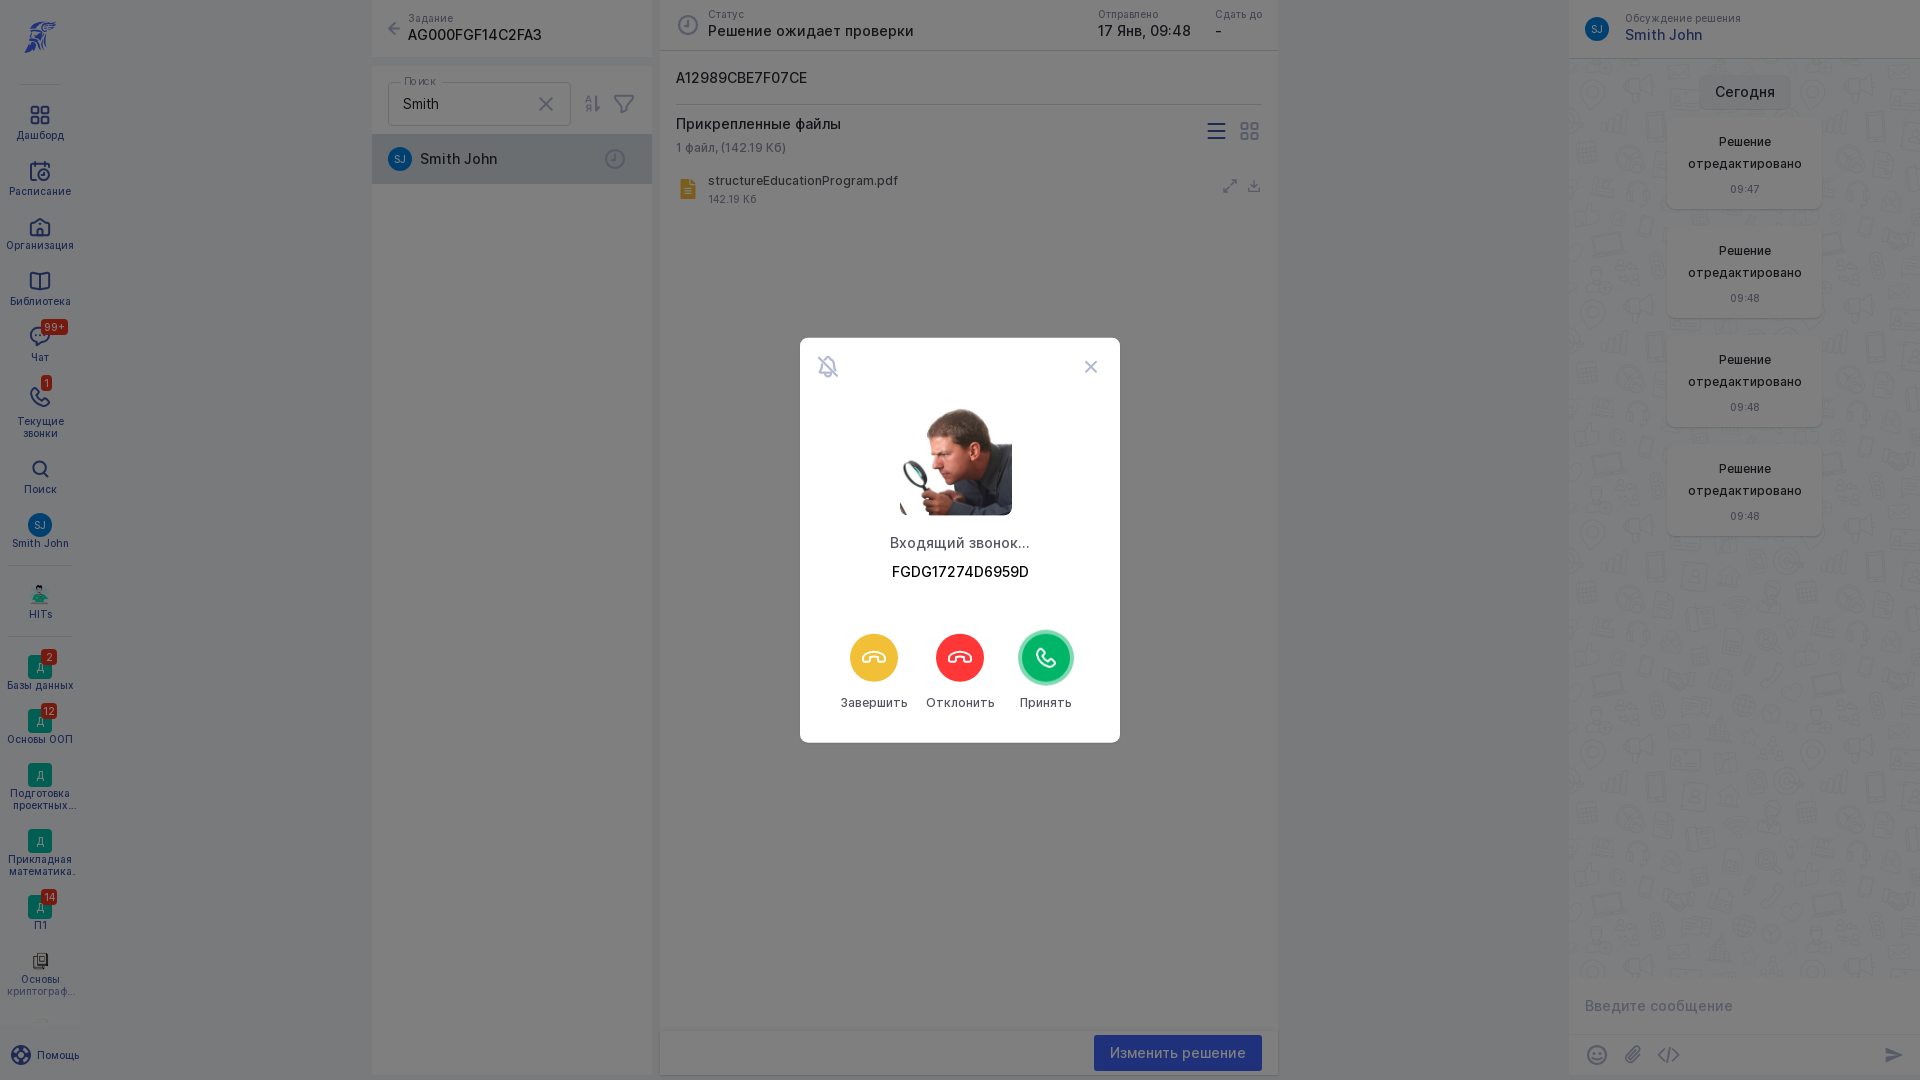 Дашборд
Расписание
Организация
Библиотека
99+
Чат
1
Текущие
звонки
Поиск
SJ
Smith John
HITs
2
Д
Базы данных
12
Д
Основы ООП
Д
Подготовка
проектных...
Д
Прикладная
математика.
14
Д
П1
Основы
криптограф...
Помощь
Задание
AG000FGF14C2FA3
Поиск
Smith
АЯ
SJ
Smith John
Статус
Решение ожидает проверки
Отправлено
17 Янв, 09:48
Сдать до
-
A12989CBE7F07CE
Прикрепленные файлы
1 файл, (142.19 Кб)
structureEducationProgram.pdf
142.19 Кб
Входящий звонок...
FGDG17274D6959D
Завершить
Отклонить
Принять
Изменить решение
SJ
Обсуждение решения
Smith John
Сегодня
Решение
отредактировано
09:47
Решение
отредактировано
09:48
Решение
отредактировано
09:48
Решение
отредактировано
09:48
Введите сообщение